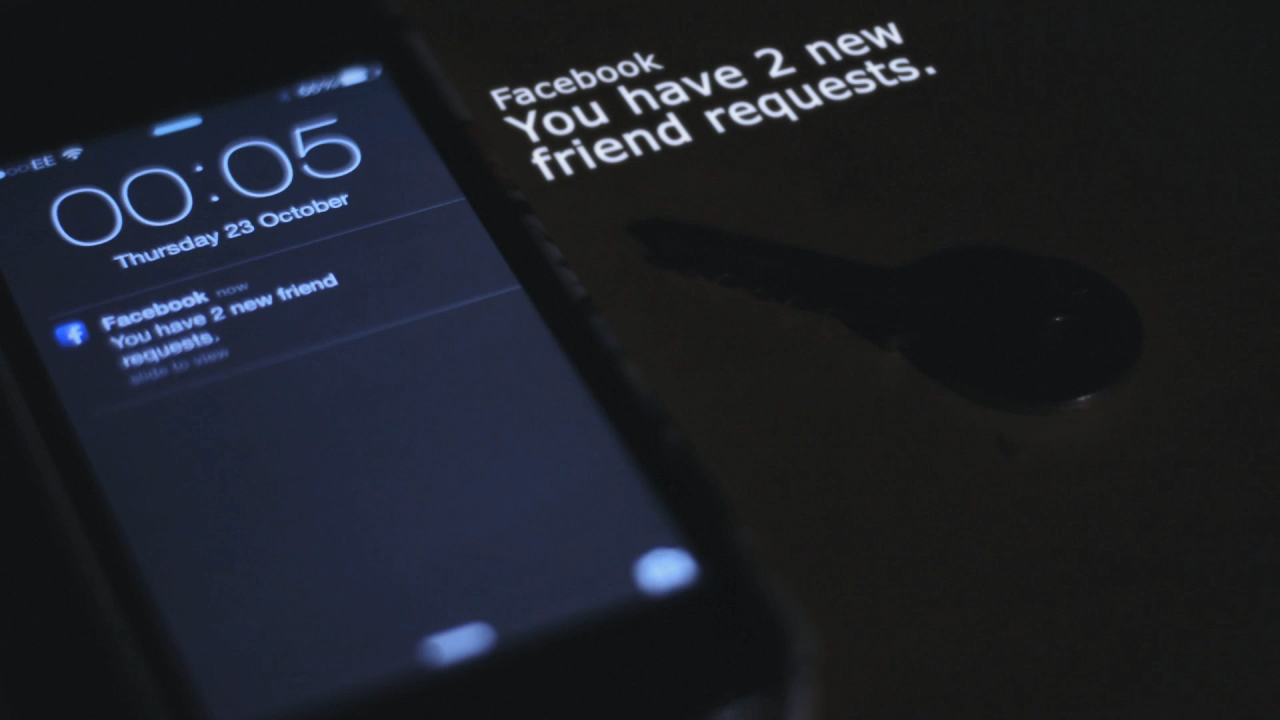 EE
66%
00:05
Thursday 23 October
Facebook now
You have 2 new friend
requests.
slide to view
Facebook
You have 2 new
friend requests.